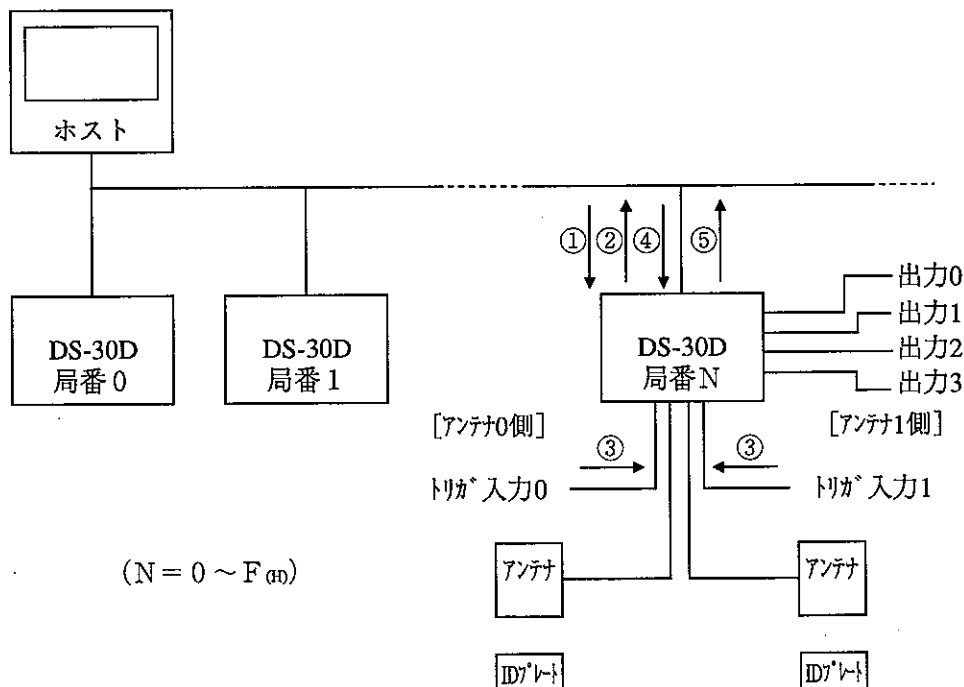 ホスト
① ② ④ ⑤
DS-30D
局番0
DS-30D
局番1
DS-30D
局番N
出力0
出力1
出力2
出力3
[ｱﾝﾃﾅ0側]
[ｱﾝﾃﾅ1側]
③
③
ﾄﾘｶﾞ入力0
ﾄﾘｶﾞ入力1
(N=0～F(H))
ｱﾝﾃﾅ
ｱﾝﾃﾅ
IDﾌﾟﾚｰﾄ
IDﾌﾟﾚｰﾄ